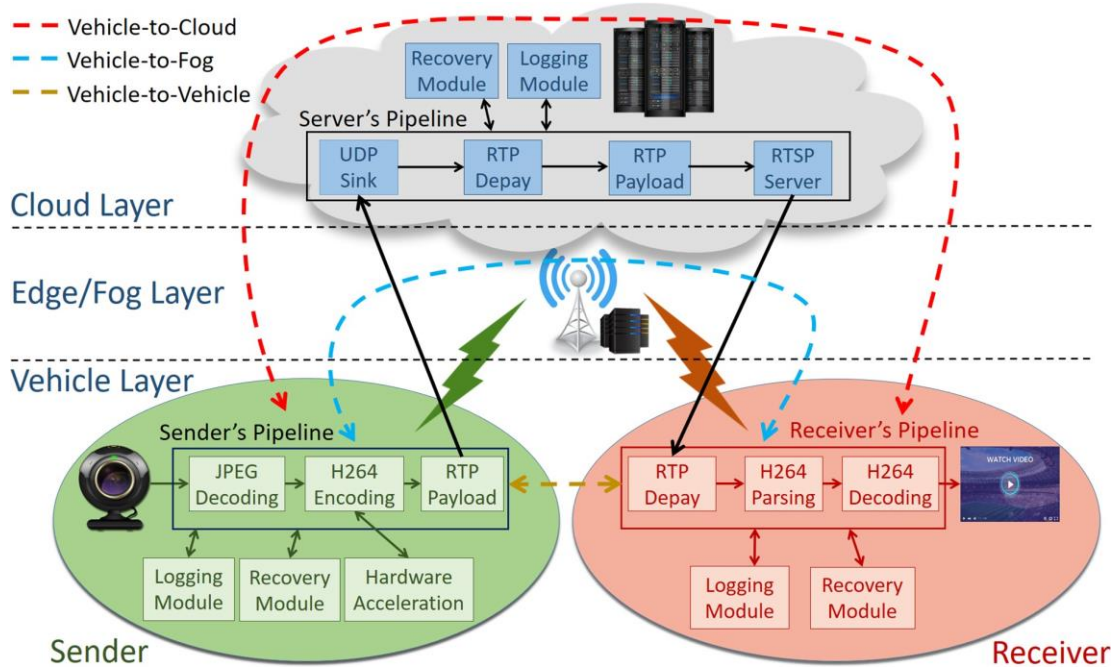 Vehicle-to-Cloud
Vehicle-to-Fog
Vehicle-to-Vehicle
Recovery
Module
Logging
Module
Server's Pipeline
UDP
Sink
RTP
Depay
RTP
Payload
RTSP
Server
Cloud Layer
Edge/Fog Layer
Vehicle Layer
Sender's Pipeline
JPEG
Decoding
H264
Encoding
RTP
Payload
Logging
Module
Recovery
Module
Hardware
Acceleration
Sender
Receiver's Pipeline
RTP
Depay
H264
Parsing
H264
Decoding
WATCH VIDEO
Logging
Module
Recovery
Module
Receiver